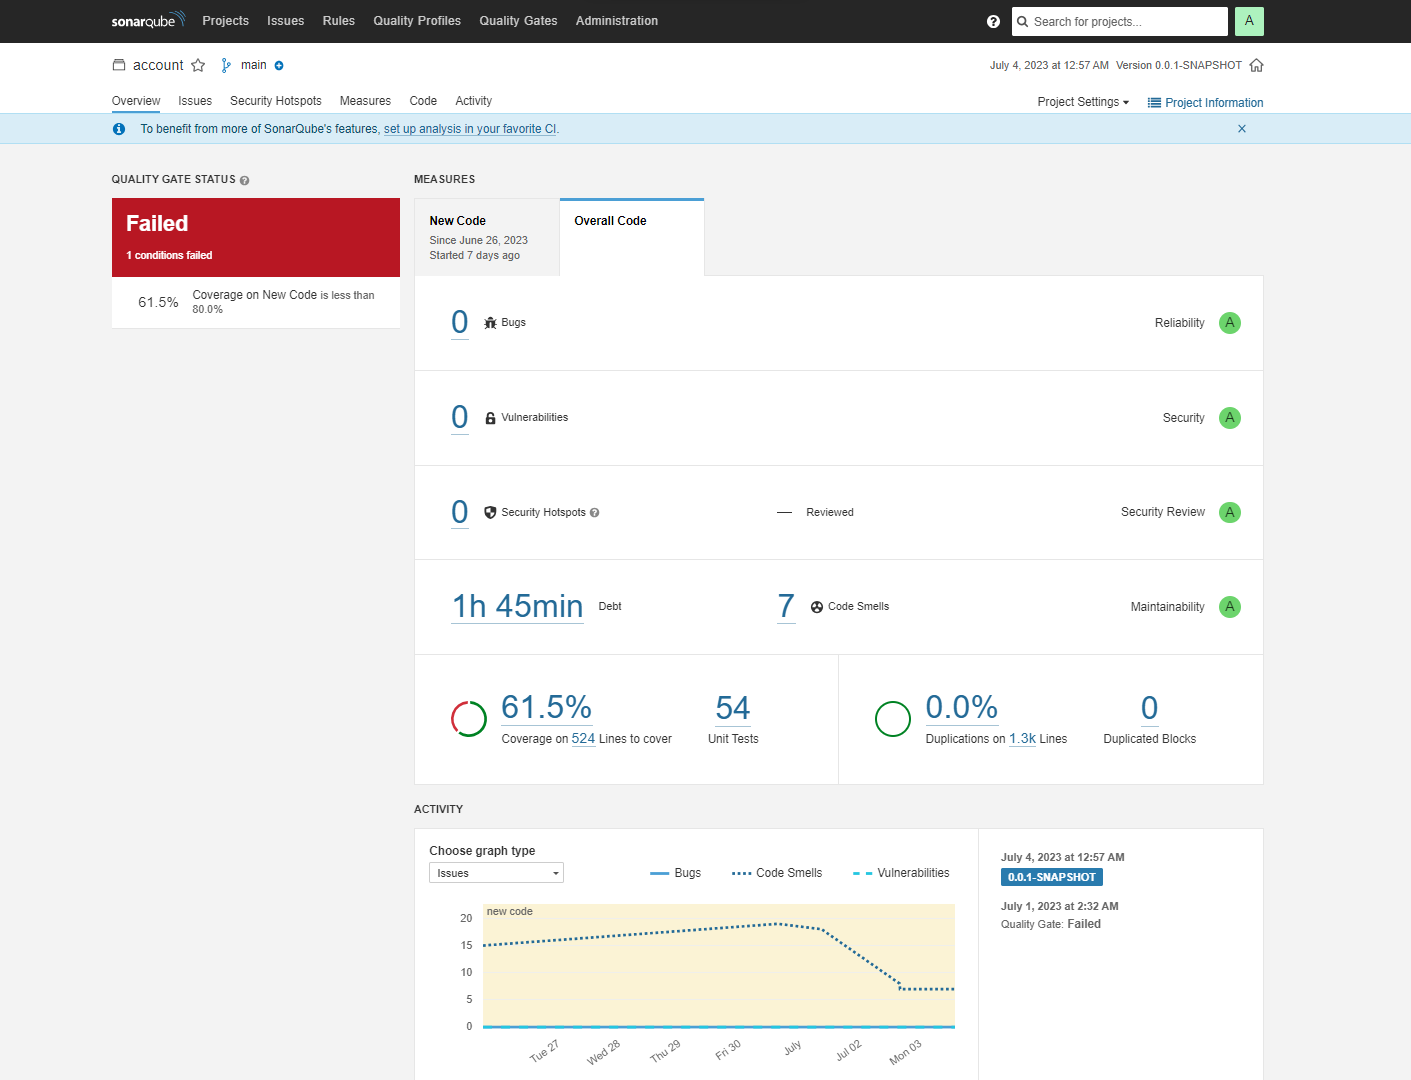 sonarqube Projects Issues Rules Quality Profiles Quality Gates Administration Search for projects... A
account main July 4, 2023 at 12:57 AM Version 0.0.1-SNAPSHOT
Overview Issues Security Hotspots Measures Code Activity Project Settings Project Information
To benefit from more of SonarQube's features, set up analysis in your favorite CI.
QUALITY GATE STATUS
Failed
1 conditions failed
61.5% Coverage on New Code is less than
80.0%
MEASURES
New Code
Since June 26, 2023
Started 7 days ago
Overall Code
0 Bugs Reliability A
0 Vulnerabilities Security A
0 Security Hotspots — Reviewed Security Review A
1h 45min Debt 7 Code Smells Maintainability A
61.5% 54 0.0% 0
Coverage on 524 Lines to cover Unit Tests Duplications on 1.3k Lines Duplicated Blocks
ACTIVITY
Choose graph type
Issues
Bugs Code Smells Vulnerabilities
new code
20
15
10
5
0
Tue 27 Wed 28 Thu 29 Fri 30 July Jul 02 Mon 03
July 4, 2023 at 12:57 AM
0.0.1-SNAPSHOT
July 1, 2023 at 2:32 AM
Quality Gate: Failed